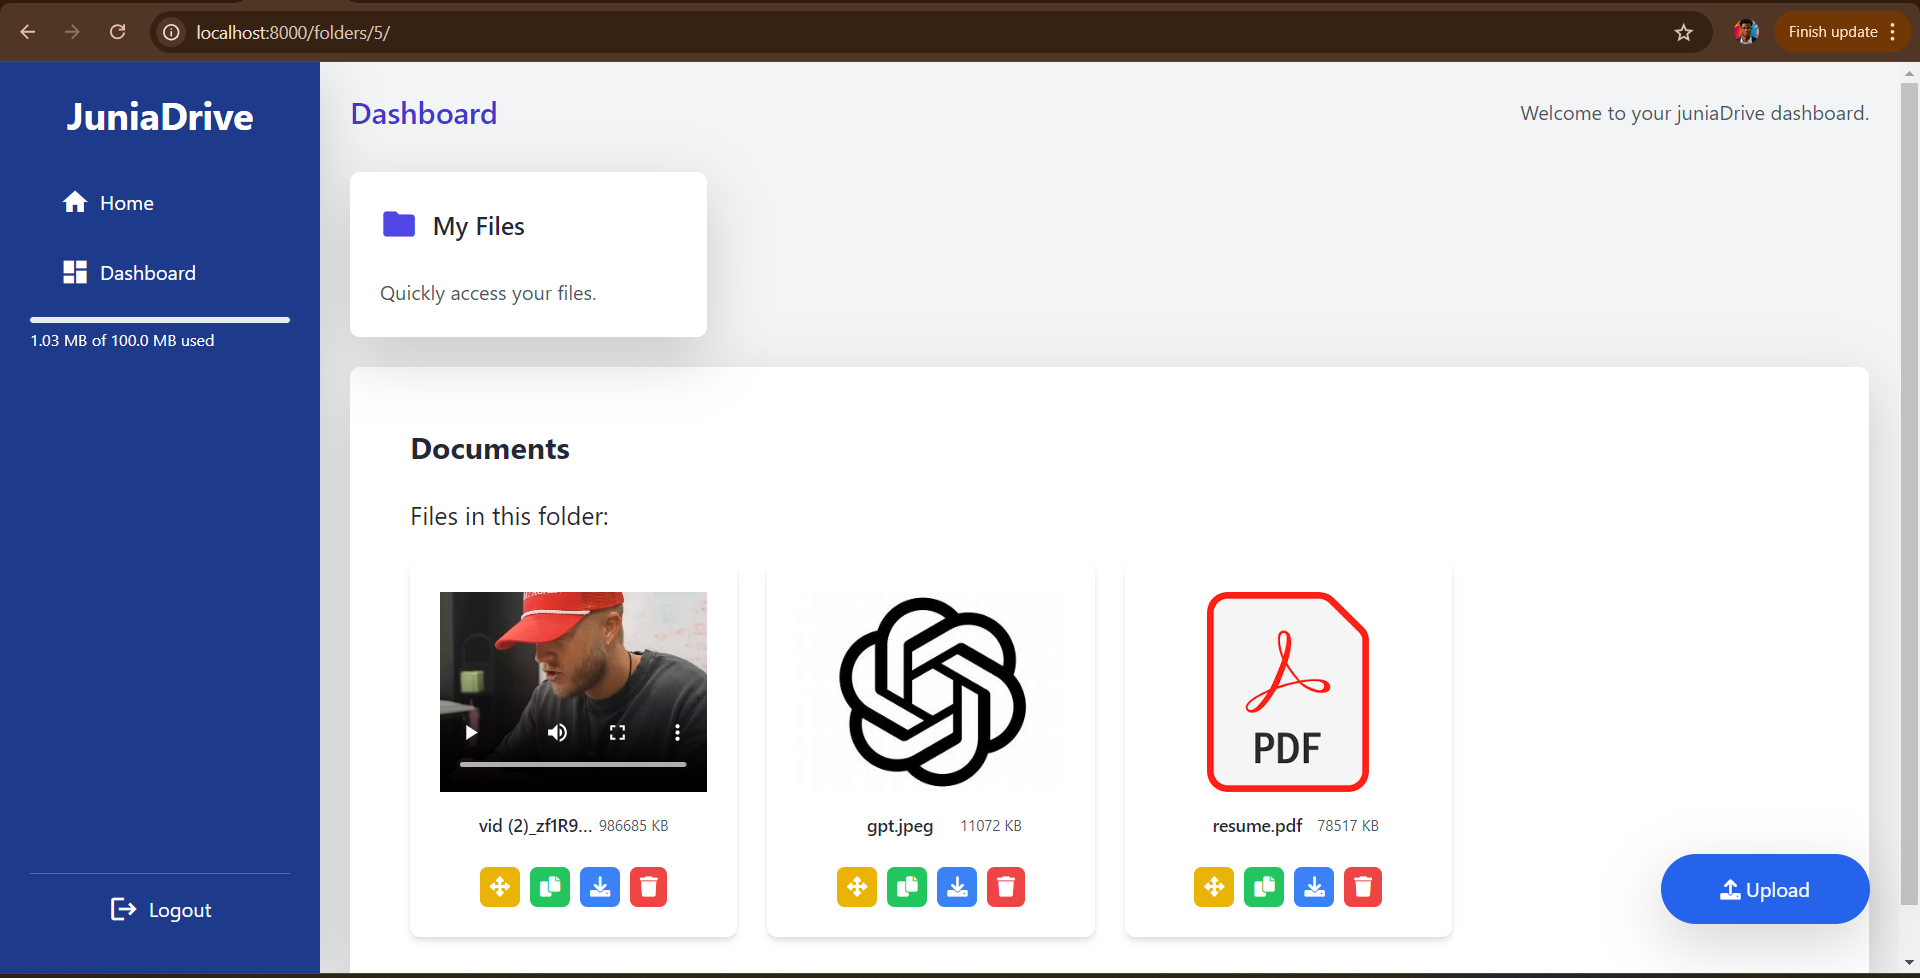 localhost:8000/folders/5/
Finish update
JuniaDrive
Home
Dashboard
1.03 MB of 100.0 MB used
Logout
Dashboard
Welcome to your juniaDrive dashboard.
My Files
Quickly access your files.
Documents
Files in this folder:
PDF
vid (2)_zf1R9... 986685 KB
gpt.jpeg 11072 KB
resume.pdf 78517 KB
Upload